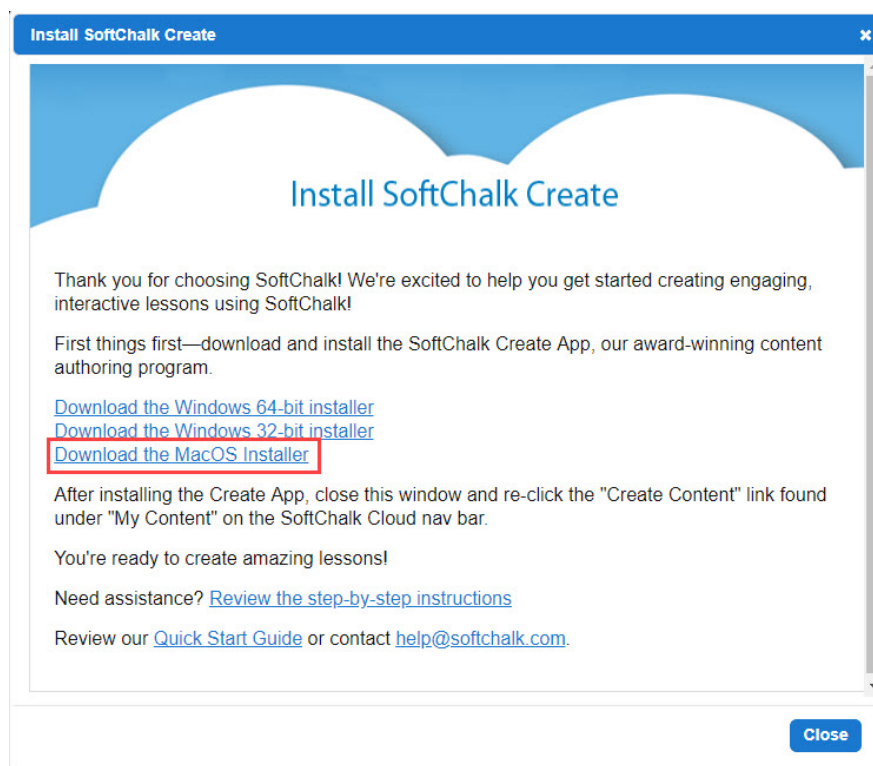 Install SoftChalk Create
Install SoftChalk Create
Thank you for choosing SoftChalk! We're excited to help you get started creating engaging,
interactive lessons using SoftChalk!
First things first—download and install the SoftChalk Create App, our award-winning content
authoring program.
Download the Windows 64-bit installer
Download the Windows 32-bit installer
Download the MacOS Installer
After installing the Create App, close this window and re-click the "Create Content" link found
under "My Content" on the SoftChalk Cloud nav bar.
You're ready to create amazing lessons!
Need assistance? Review the step-by-step instructions
Review our Quick Start Guide or contact help@softchalk.com.
Close